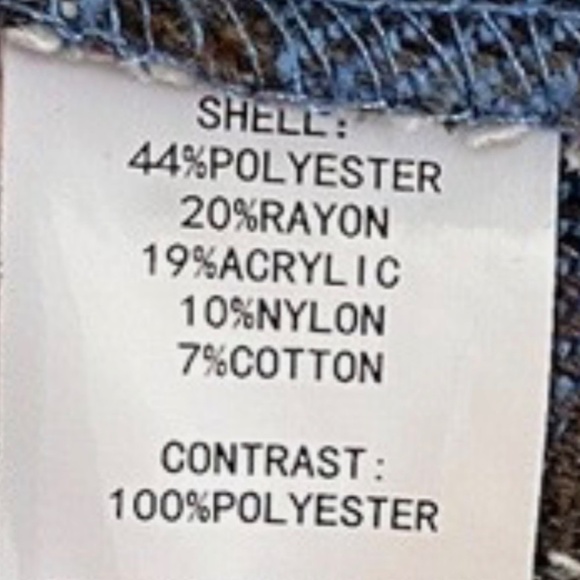 SHELL:
44%POLYESTER
20%RAYON
19%ACRYLIC
10%NYLON
7%COTTON
CONTRAST:
100%POLYESTER